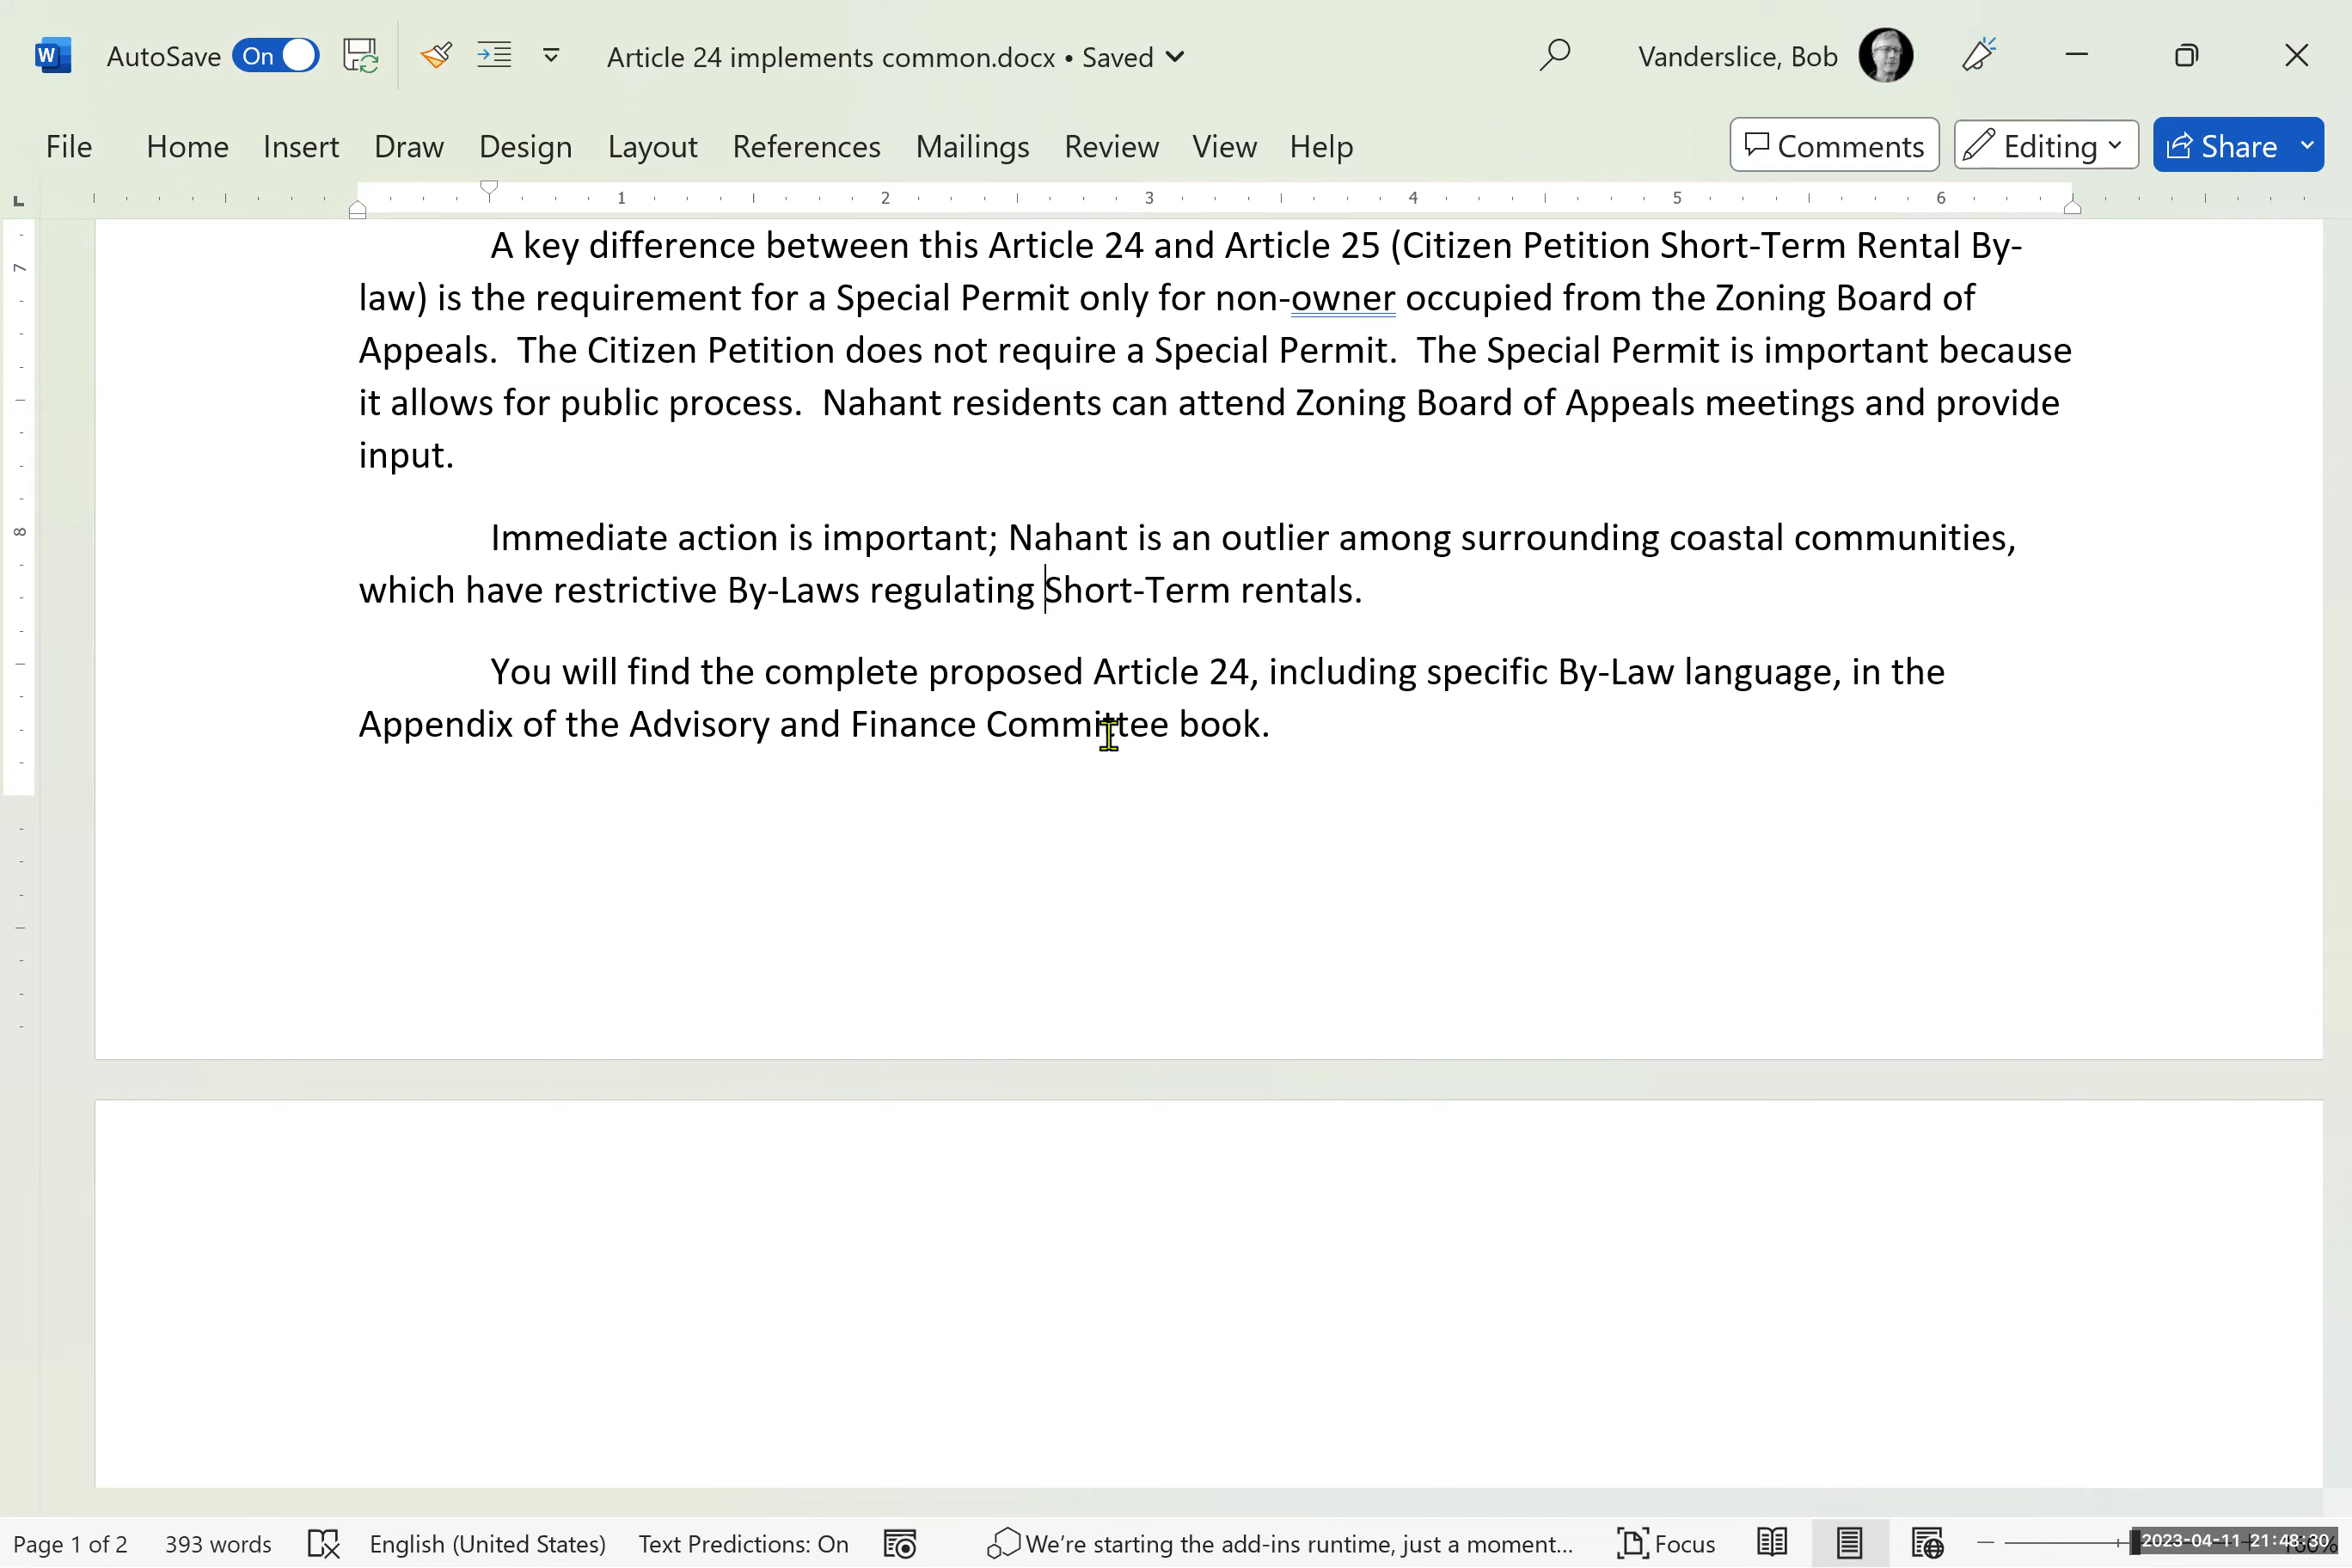 W AutoSave On Article 24 implements common.docx • Saved Vanderslice, Bob
File Home Insert Draw Design Layout References Mailings Review View Help Comments Editing Share
1 2 3 4 5 6
7
A key difference between this Article 24 and Article 25 (Citizen Petition Short-Term Rental By-
law) is the requirement for a Special Permit only for non-owner occupied from the Zoning Board of
Appeals.  The Citizen Petition does not require a Special Permit.  The Special Permit is important because
it allows for public process.  Nahant residents can attend Zoning Board of Appeals meetings and provide
input.
8
Immediate action is important; Nahant is an outlier among surrounding coastal communities,
which have restrictive By-Laws regulating Short-Term rentals.
You will find the complete proposed Article 24, including specific By-Law language, in the
Appendix of the Advisory and Finance Committee book.
Page 1 of 2 393 words English (United States) Text Predictions: On We're starting the add-ins runtime, just a moment... Focus 2023-04-11 21:48:30